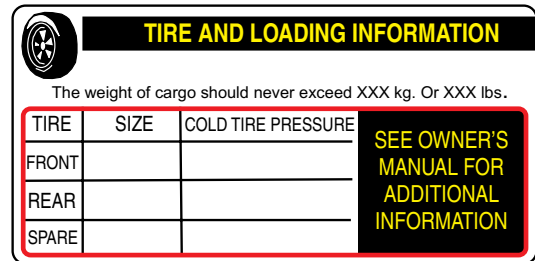 TIRE AND LOADING INFORMATION
The weight of cargo should never exceed XXX kg. Or XXX lbs.
TIRE SIZE COLD TIRE PRESSURE
FRONT
REAR
SPARE
SEE OWNER'S
MANUAL FOR
ADDITIONAL
INFORMATION